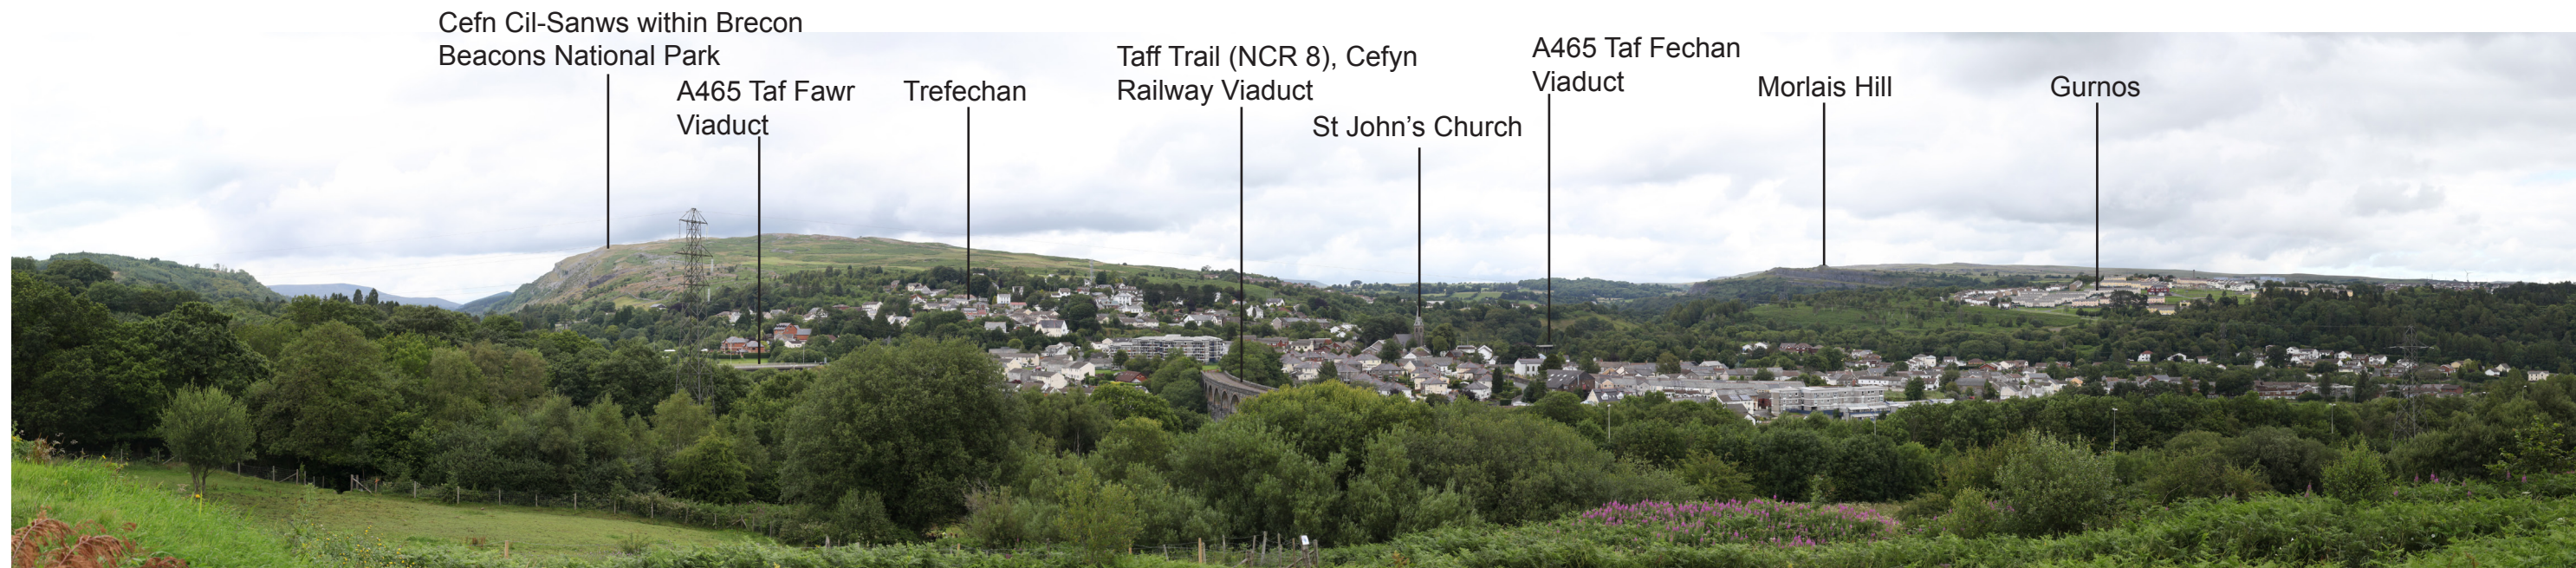 Cefn Cil-Sanws within Brecon
Beacons National Park
A465 Taf Fawr
Viaduct
Trefechan
Taff Trail (NCR 8), Cefyn
Railway Viaduct
St John's Church
A465 Taf Fechan
Viaduct
Morlais Hill
Gurnos